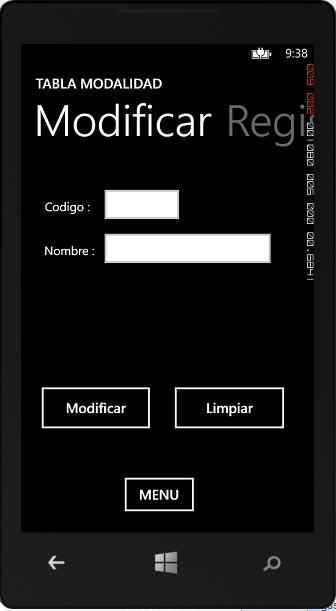 9:38
TABLA MODALIDAD
Modificar Regi
Codigo :
Nombre :
Modificar Limpiar
MENU